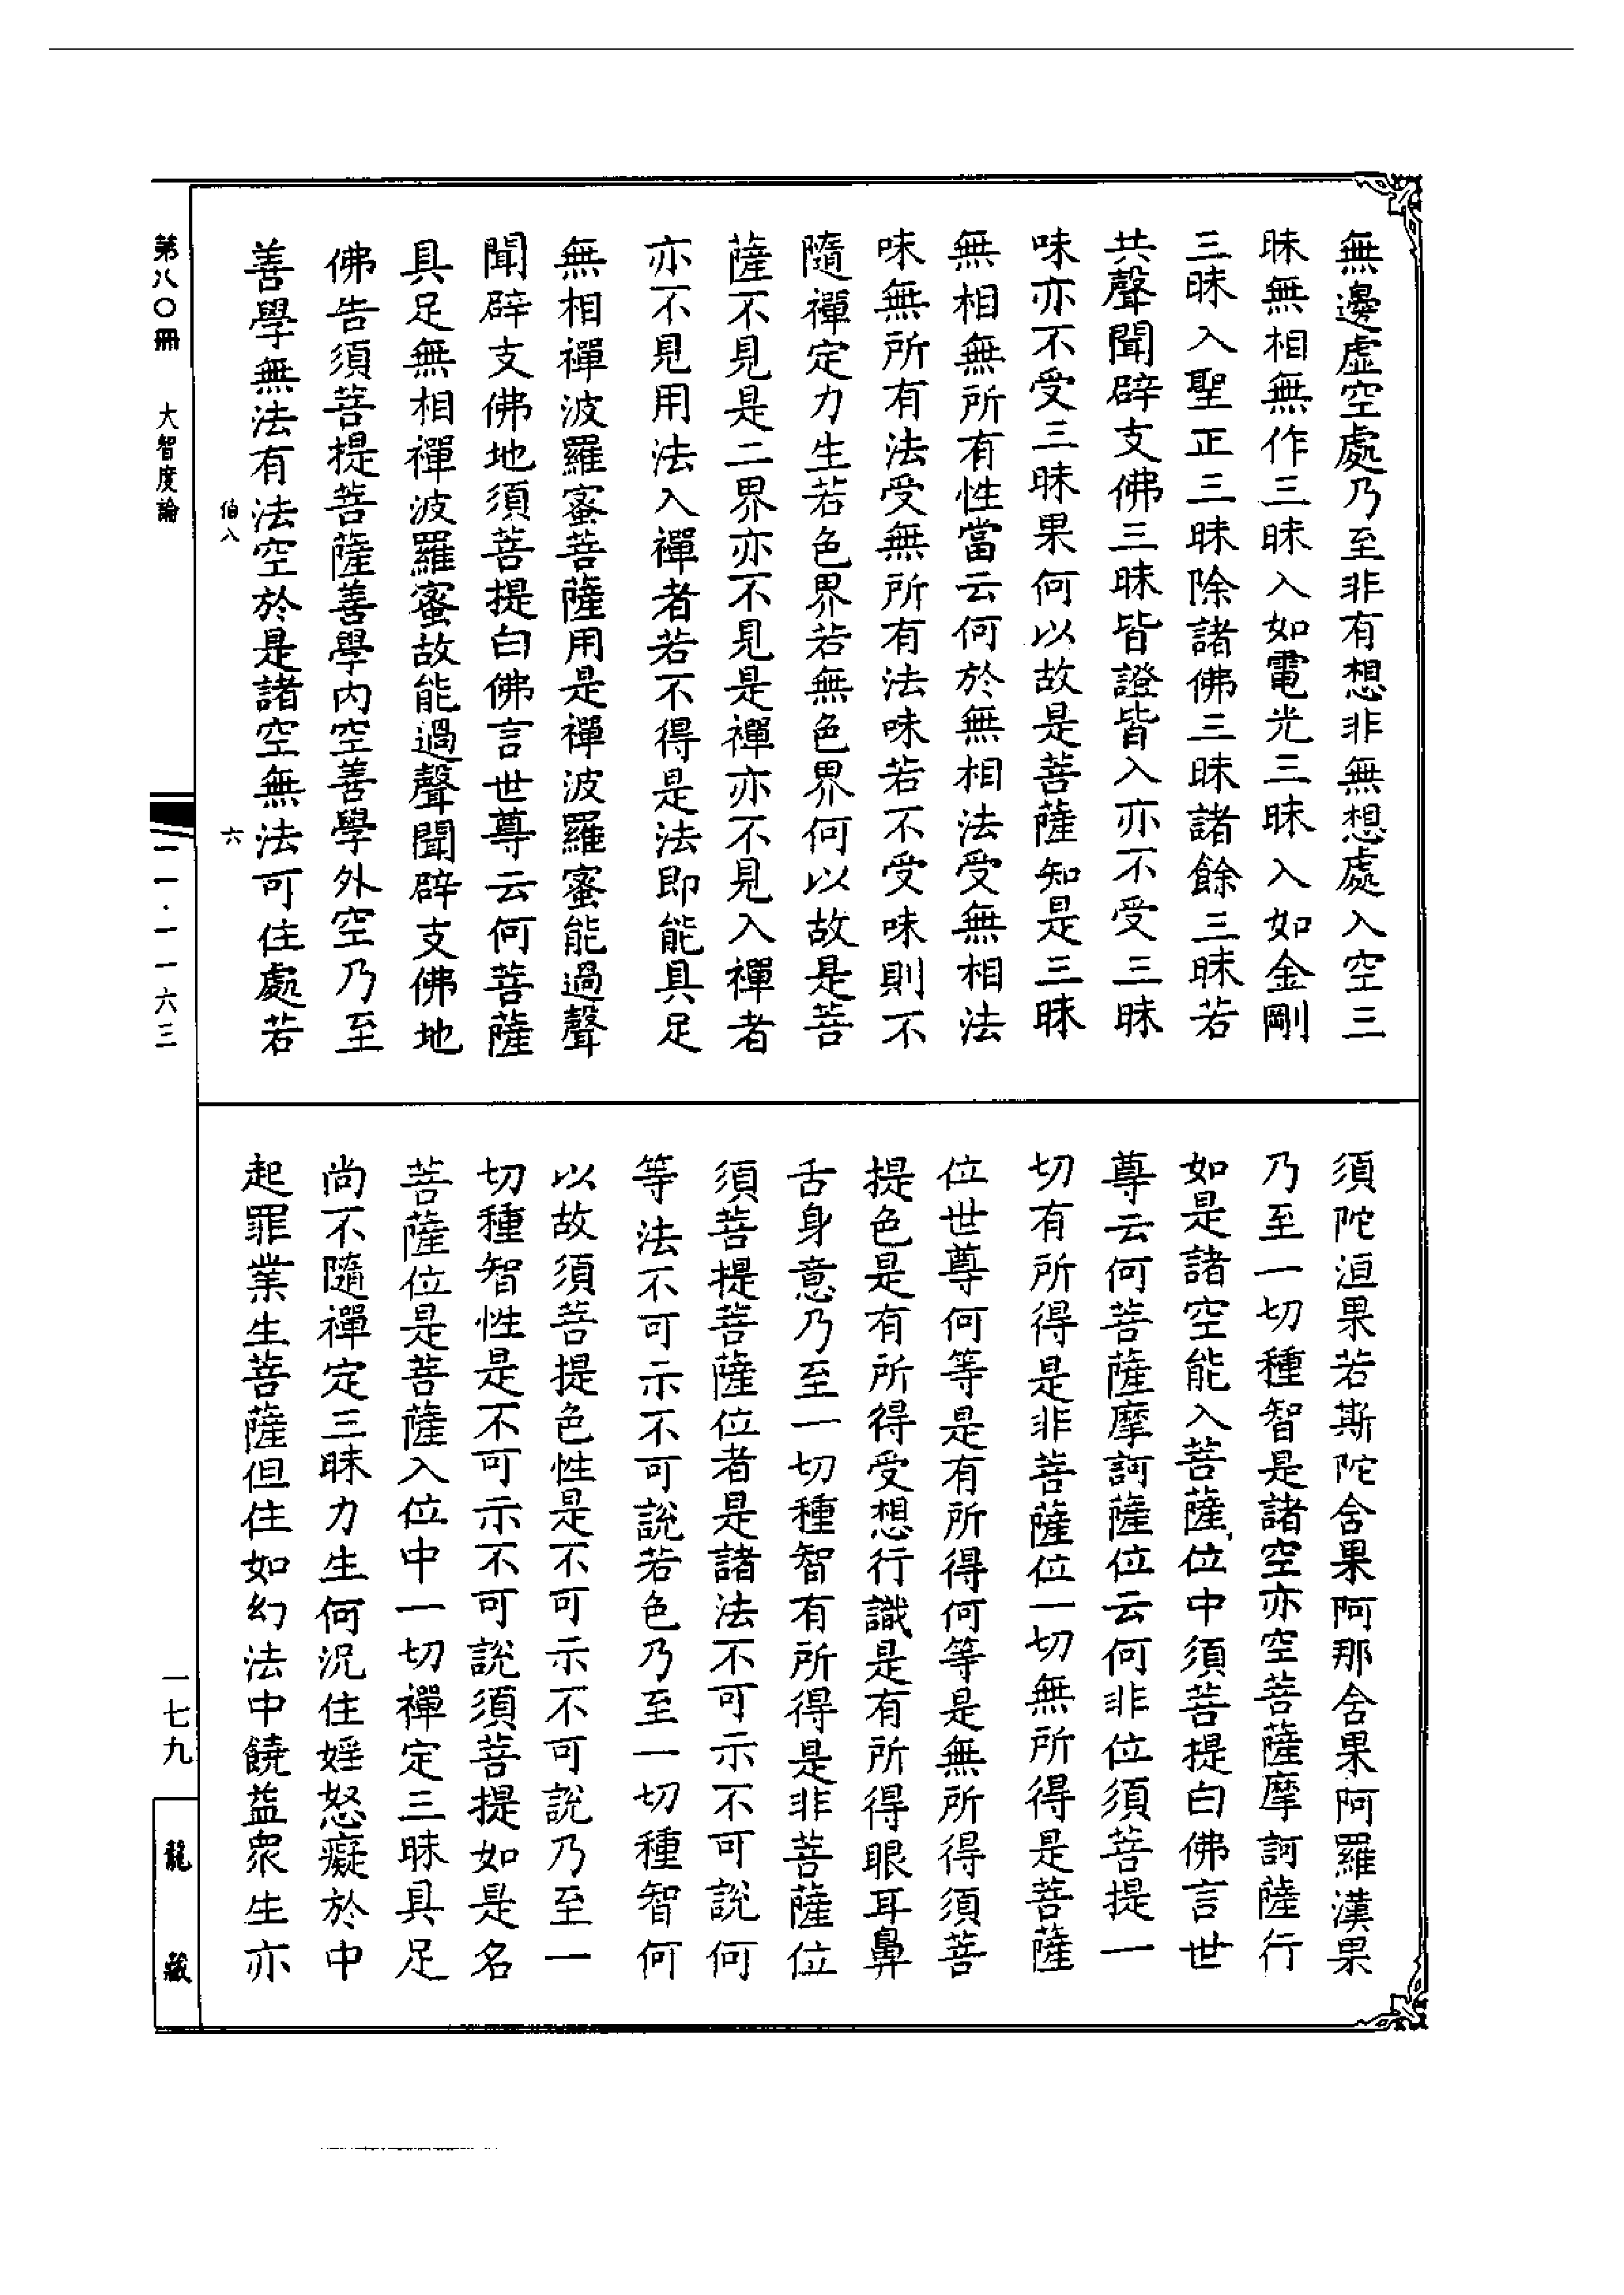 無邊虛空處乃至非有想非無想處入空三
昧無相無作三昧入如電光三昧入如金剛
三昧入聖正三昧除諸佛三昧諸餘三昧若
共聲聞辟支佛三昧皆證皆入亦不受三昧
味亦不受三昧果何以故是菩薩知是三昧
無相無所有性當云何於無相法受無相法
味無所有法受無所有法味若不受味則不
隨禪定力生若色界若無色界何以故是菩
薩不見是二界亦不見是禪亦不見入禪者
亦不見用法入禪者若不得是法即能具足
無相禪波羅蜜菩薩用是禪波羅蜜能過聲
聞辟支佛地須菩提白佛言世尊云何菩薩
具足無相禪波羅蜜故能過聲聞辟支佛地
佛告須菩提菩薩善學內空善學外空乃至
善學無法有法空於是諸空無法可住處若
伯八 六
須陀洹果若斯陀含果阿那含果阿羅漢果
乃至一切種智是諸空亦空菩薩摩訶薩行
如是諸空能入菩薩位中須菩提白佛言世
尊云何菩薩摩訶薩位云何非位須菩提一
切有所得是非菩薩位一切無所得是菩薩
位世尊何等是有所得何等是無所得須菩
提色是有所得受想行識是有所得眼耳鼻
舌身意乃至一切種智有所得是非菩薩位
須菩提菩薩位者是諸法不可示不可說何
等法不可示不可說若色乃至一切種智何
以故須菩提色性是不可示不可說乃至一
切種智性是不可示不可說須菩提如是名
菩薩位是菩薩入位中一切禪定三昧具足
尚不隨禪定三昧力生何況住婬怒癡於中
起罪業生菩薩但住如幻法中饒益眾生亦
第八〇冊 大智度論
一一·一一六三
一七九
龍藏